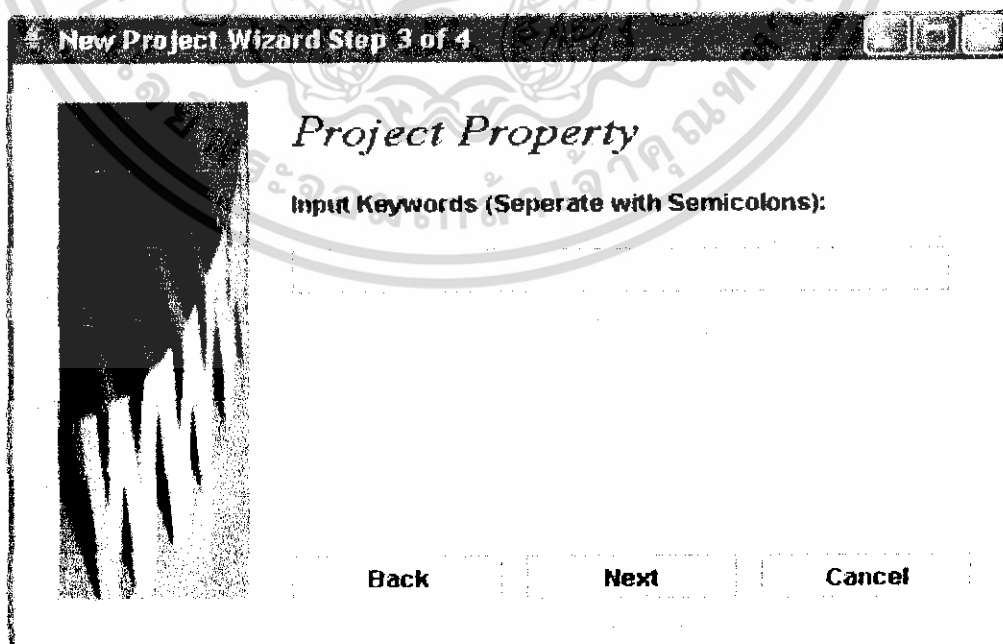 New Project Wizard Step 3 of 4
Project Property
Input Keywords (Seperate with Semicolons):
Back
Next
Cancel